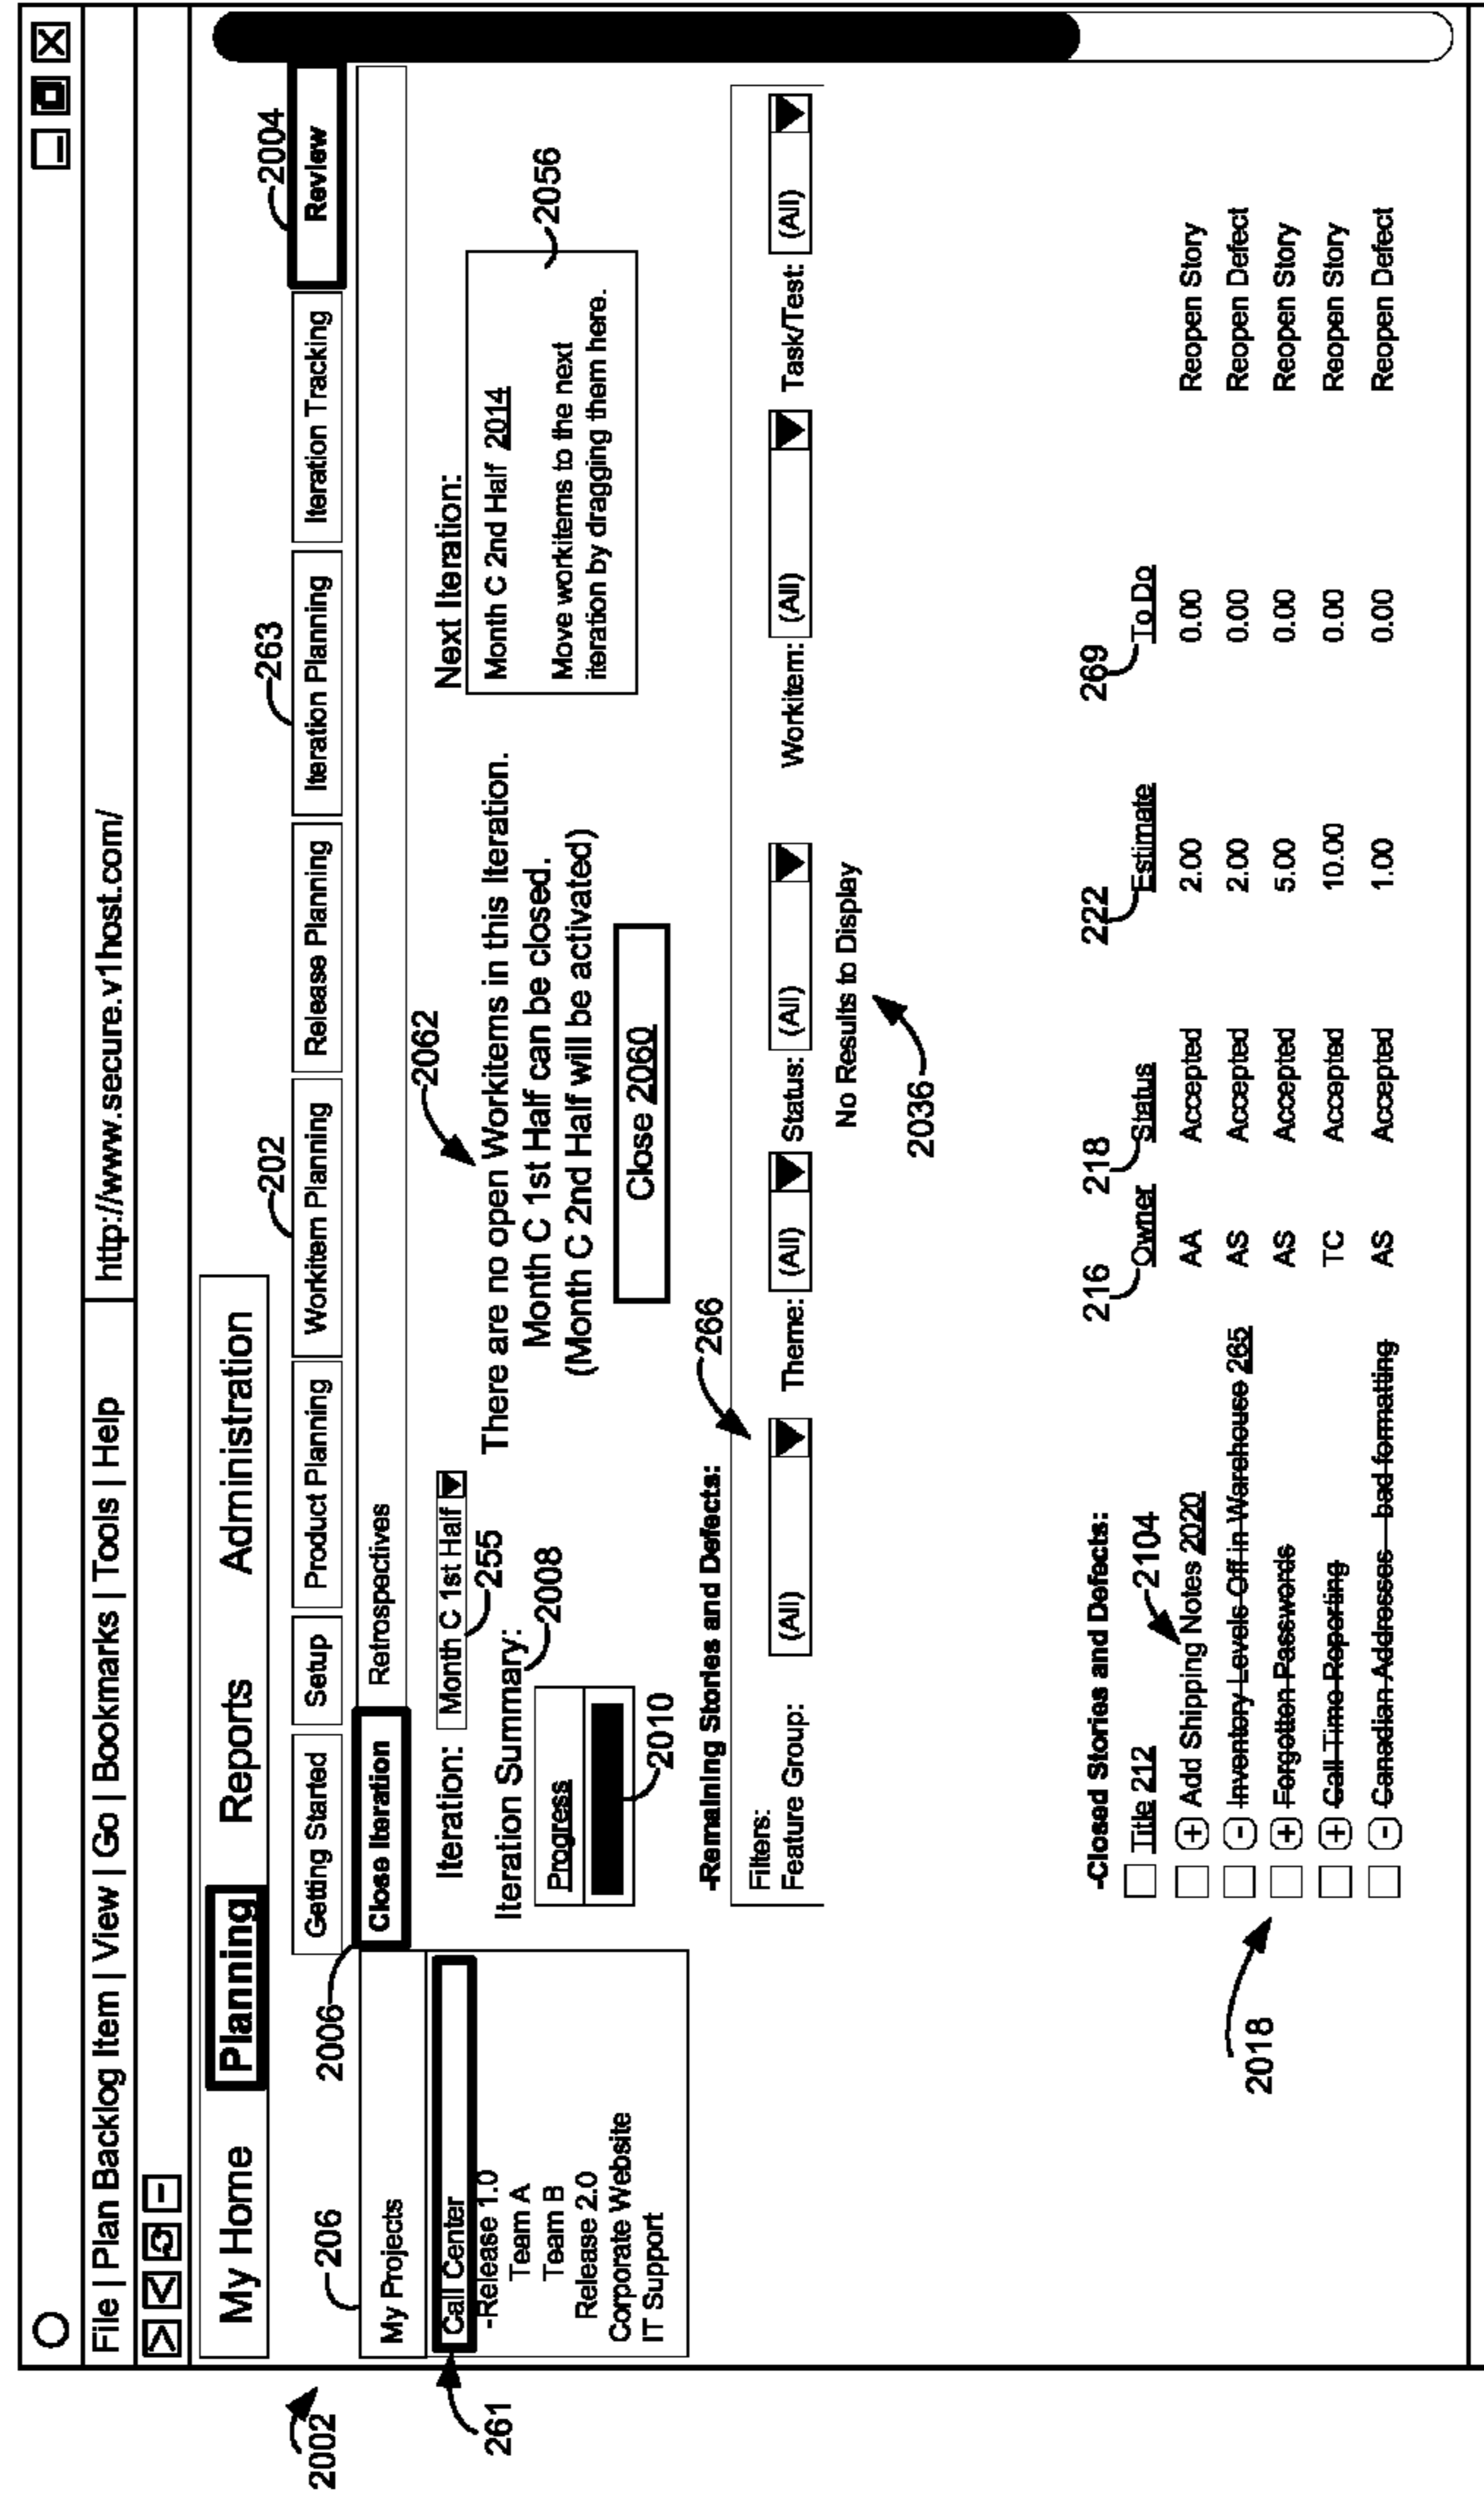 File | Plan Backlog Item | View | Go | Bookmarks | Tools | Help
http://www.secure.v1host.com/
2002
My Home
Planning
Reports
Administration
202
263
2004
Getting Started
Setup
Product Planning
Workitem Planning
Release Planning
Iteration Planning
Iteration Tracking
Review
206
2006
My Projects
Close Iteration
Retrospectives
261
Call Center
-Release 1.0
Team A
Team B
Release 2.0
Corporate Website
IT Support
Iteration:
Month C 1st Half
255
Iteration Summary:
2008
Progress
2010
2062
There are no open Workitems in this Iteration.
Month C 1st Half can be closed.
(Month C 2nd Half will be activated)
Close 2060
Next Iteration:
Month C 2nd Half 2014
Move workitems to the next
iteration by dragging them here.
2056
-Remaining Stories and Defects:
266
Filters:
Feature Group:
(All)
Theme:
(All)
Status:
(All)
Workitem:
(All)
Task/Test:
(All)
No Results to Display
2036
-Closed Stories and Defects:
216
218
222
269
Title 212
2104
Owner
Status
Estimate
To Do
Add Shipping Notes 2020 AA Accepted 2.00 0.00 Reopen Story
Inventory Levels Off in Warehouse 265 AS Accepted 2.00 0.00 Reopen Defect
Forgotten Passwords AS Accepted 5.00 0.00 Reopen Story
Call Time Reporting TC Accepted 10.00 0.00 Reopen Story
Canadian Addresses - bad formatting AS Accepted 1.00 0.00 Reopen Defect
2018